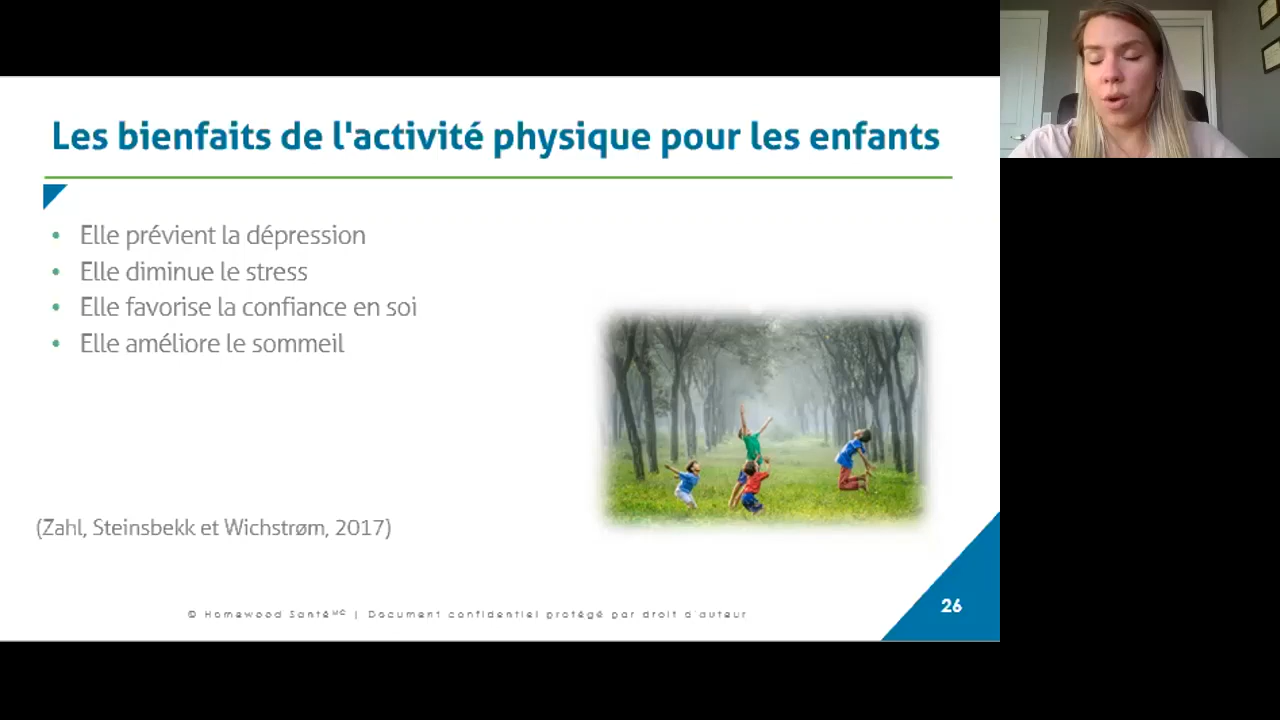 Les bienfaits de l'activité physique pour les enfants
• Elle prévient la dépression
• Elle diminue le stress
• Elle favorise la confiance en soi
• Elle améliore le sommeil
(Zahl, Steinsbekk et Wichstrøm, 2017)
© Homewood Santé MC | Document confidentiel protégé par droit d'auteur
26